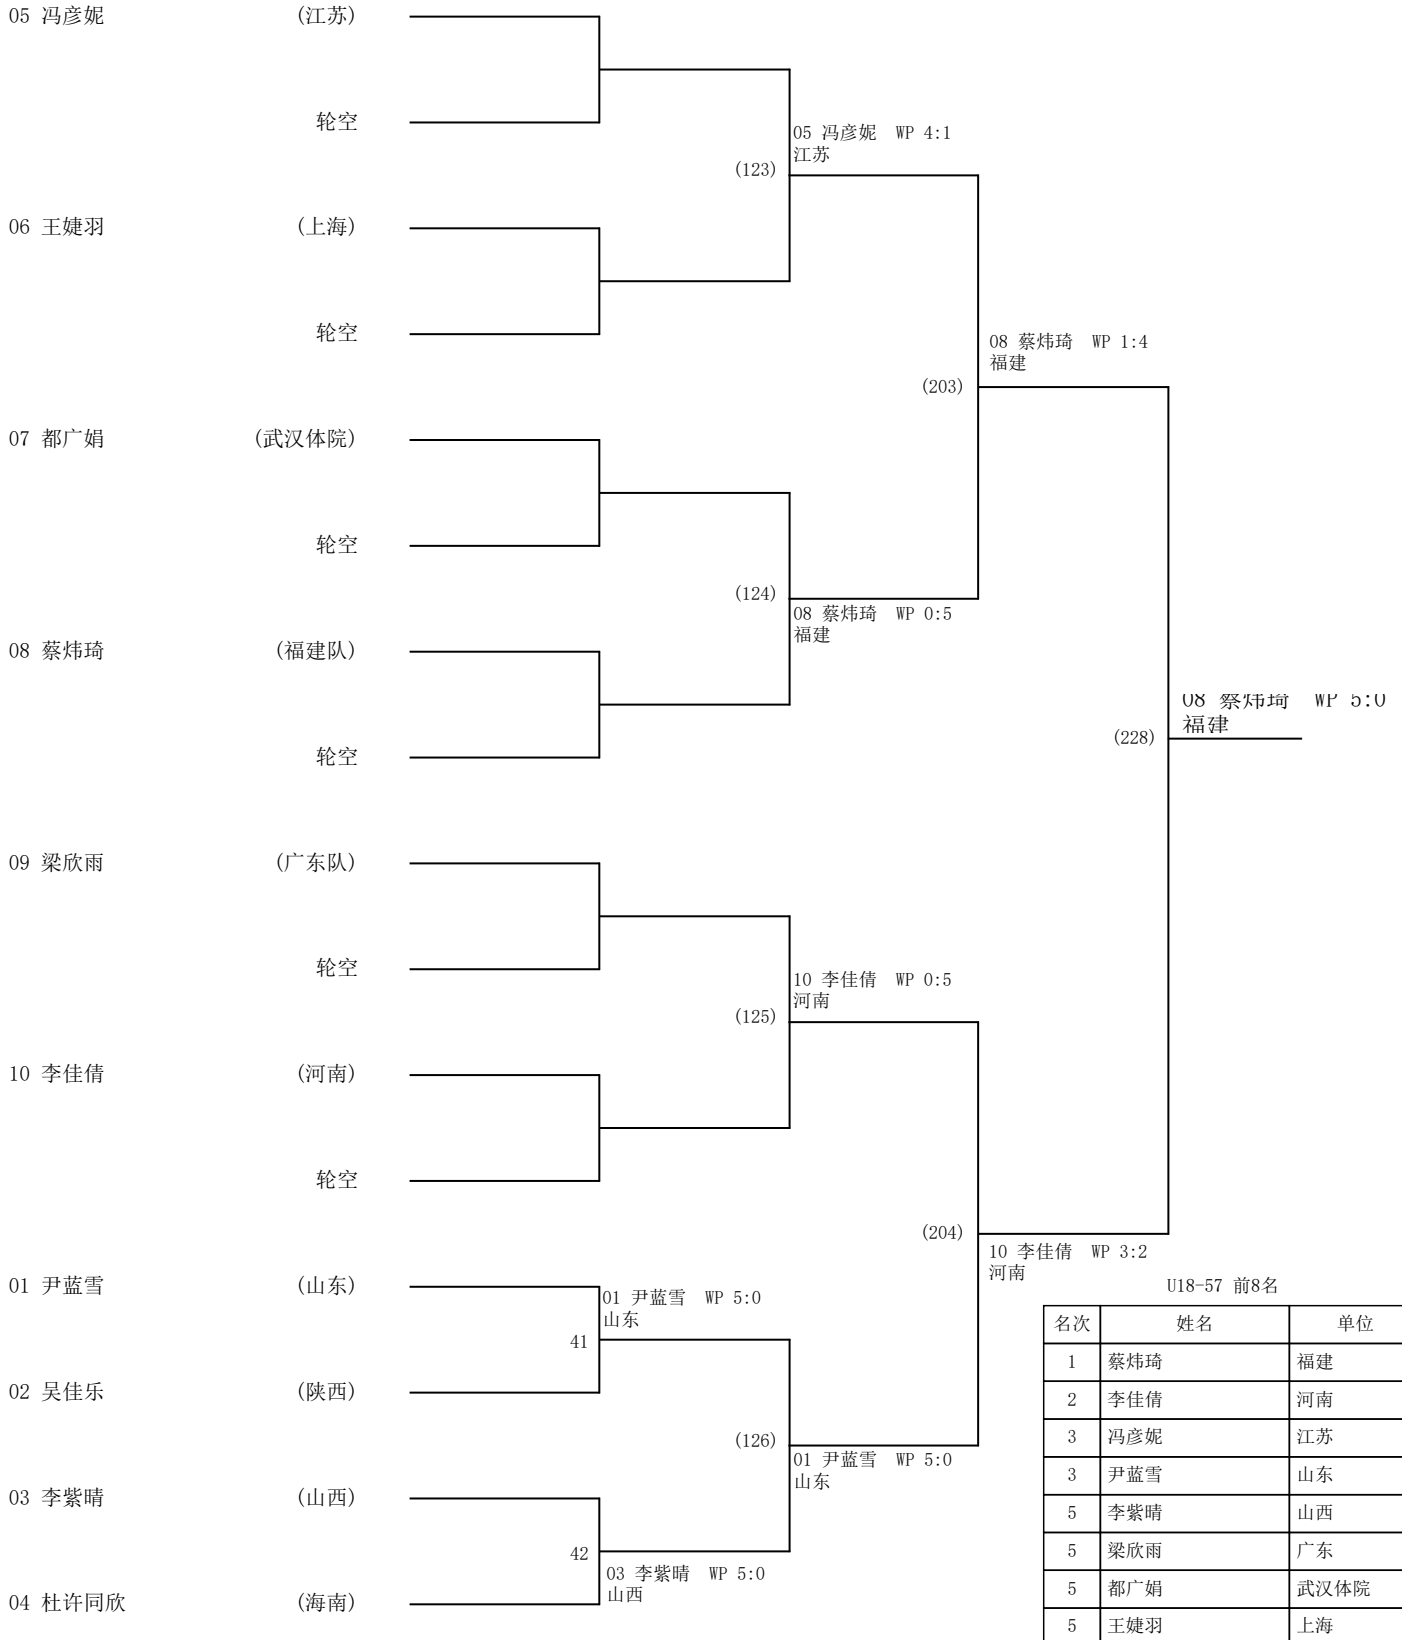 05 冯彦妮 (江苏)
轮空
05 冯彦妮 WP 4:1
江苏
(123)
06 王婕羽 (上海)
轮空
08 蔡炜琦 WP 1:4
福建
(203)
07 都广娟 (武汉体院)
轮空
(124)
08 蔡炜琦 WP 0:5
福建
08 蔡炜琦 (福建队)
轮空
08 蔡炜琦 WP 5:0
福建
(228)
09 梁欣雨 (广东队)
轮空
10 李佳倩 WP 0:5
河南
(125)
10 李佳倩 (河南)
轮空
(204)
10 李佳倩 WP 3:2
河南
01 尹蓝雪 (山东)
01 尹蓝雪 WP 5:0
山东
41
02 吴佳乐 (陕西)
(126)
01 尹蓝雪 WP 5:0
山东
03 李紫晴 (山西)
42
03 李紫晴 WP 5:0
山西
04 杜许同欣 (海南)
U18-57 前8名
名次 姓名 单位
1 蔡炜琦 福建
2 李佳倩 河南
3 冯彦妮 江苏
3 尹蓝雪 山东
5 李紫晴 山西
5 梁欣雨 广东
5 都广娟 武汉体院
5 王婕羽 上海